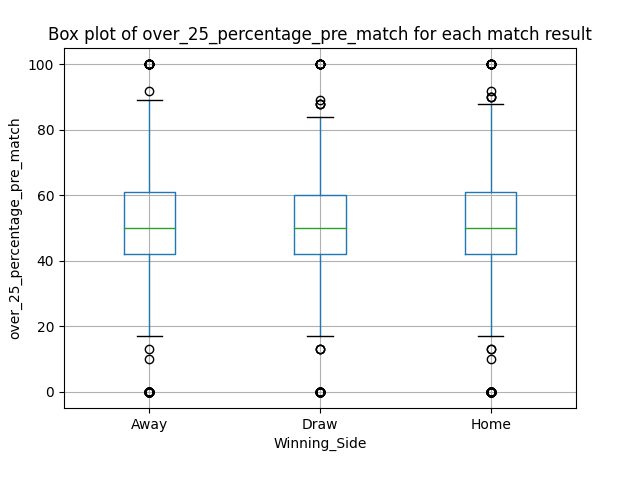 Box plot of over_25_percentage_pre_match for each match result
over_25_percentage_pre_match
100
80
60
40
20
0
Away
Draw
Home
Winning_Side